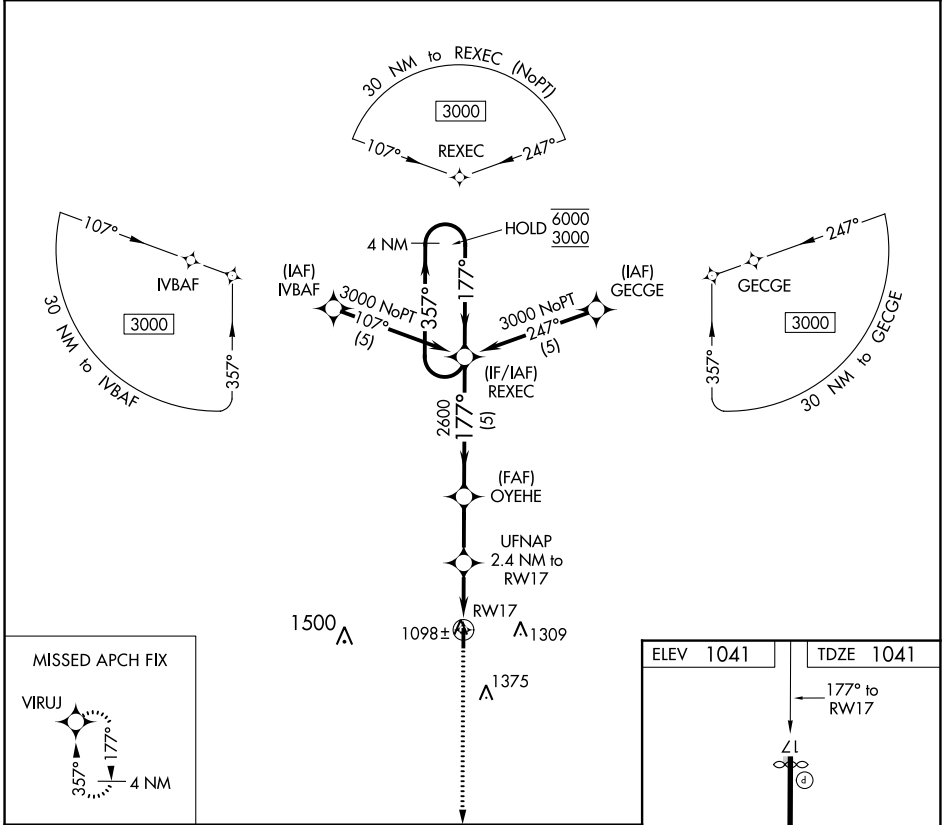 30 NM to REXEC (NoPT)
3000
107°
247°
REXEC
HOLD
6000
3000
4 NM
107°
IVBAF
3000
357°
30 NM to IVBAF
(IAF)
IVBAF
3000 NoPT
107°
(5)
357°
177°
(IAF)
GECGE
3000 NoPT
247°
(5)
247°
GECGE
3000
357°
30 NM to GECGE
(IF/IAF)
REXEC
2600
177°
(5)
(FAF)
OYEHE
UFNAP
2.4 NM to
RW17
RW17
1500
1098±
1309
1375
MISSED APCH FIX
VIRUJ
177°
357°
4 NM
ELEV 1041
TDZE 1041
177° to
RW17
17
P